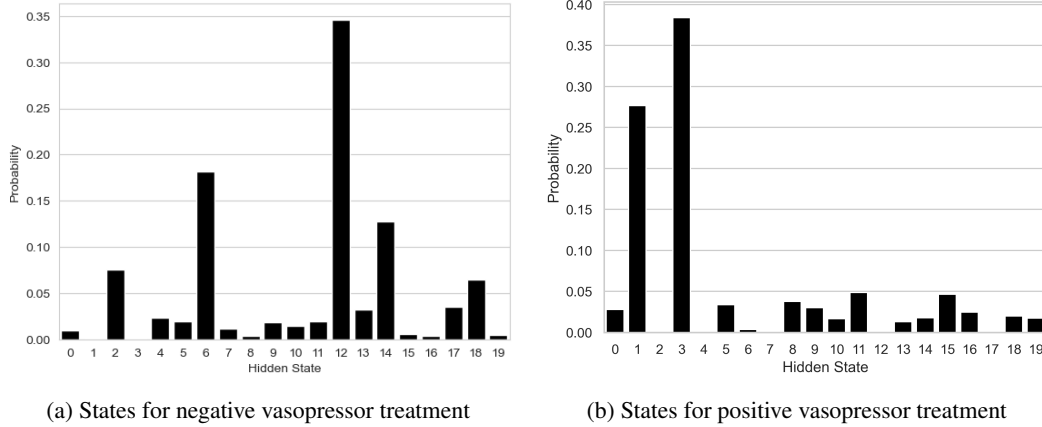 0.35
0.30
0.25
0.20
0.15
0.10
0.05
0.00
Probability
0 1 2 3 4 5 6 7 8 9 10 11 12 13 14 15 16 17 18 19
Hidden State
(a) States for negative vasopressor treatment
0.40
0.35
0.30
0.25
0.20
0.15
0.10
0.05
0.00
Probability
0 1 2 3 4 5 6 7 8 9 10 11 12 13 14 15 16 17 18 19
Hidden State
(b) States for positive vasopressor treatment